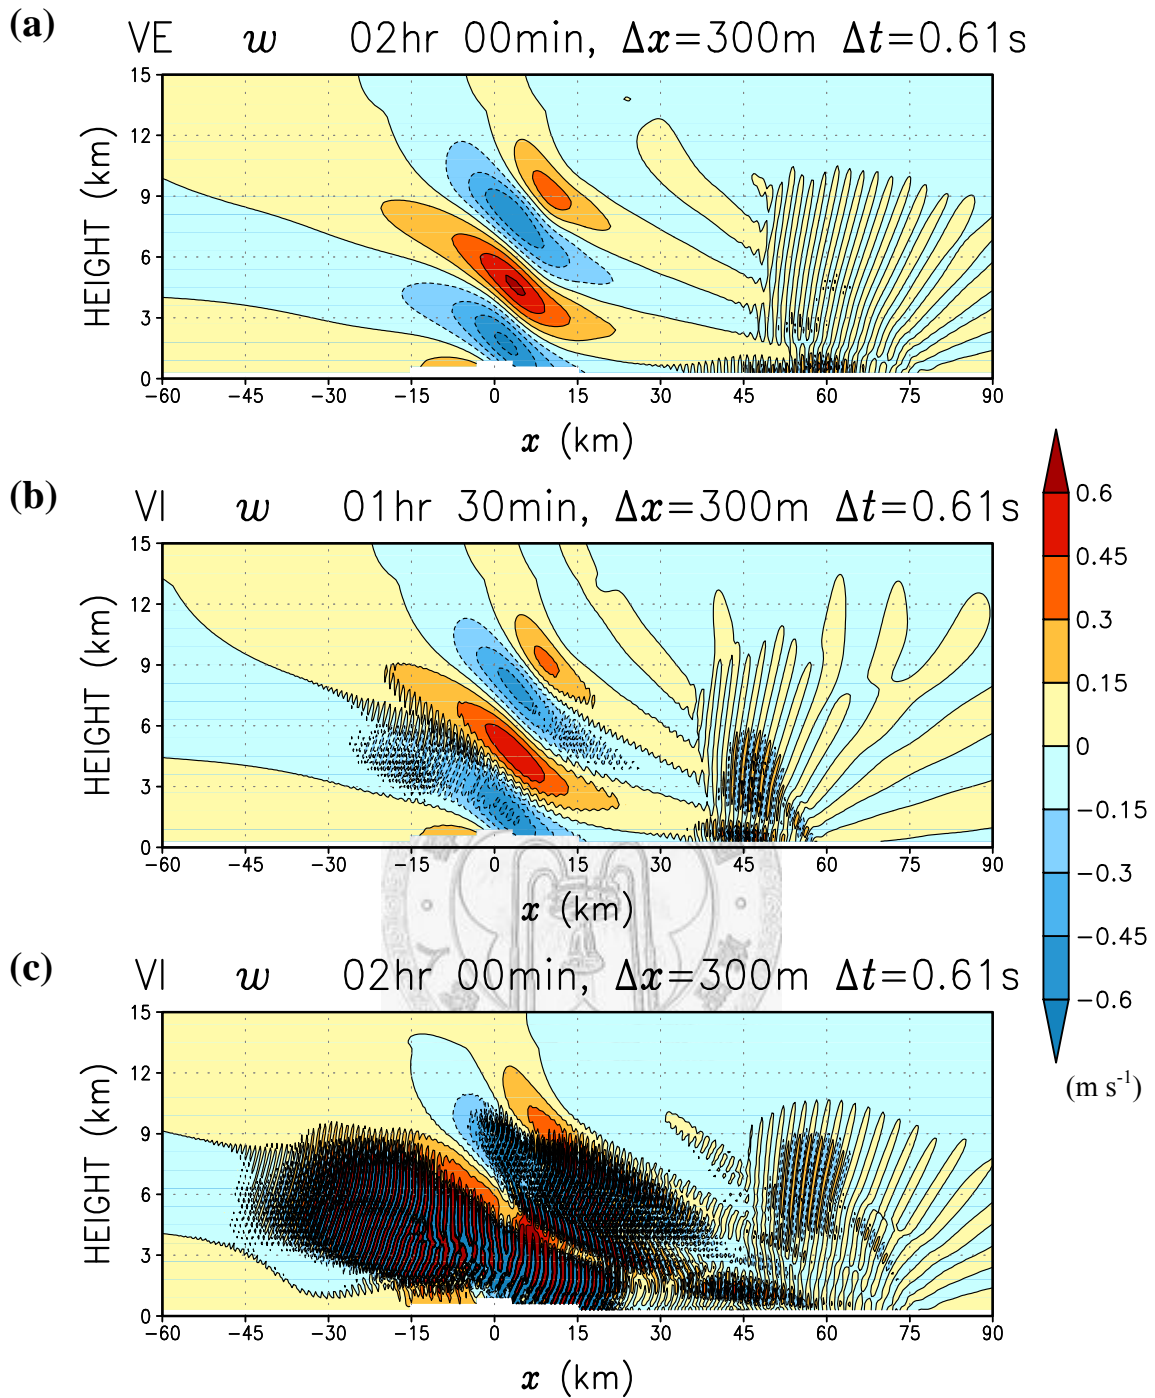 (a)
VE w 02hr 00min, Δx=300m Δt=0.61s
HEIGHT (km)
15
12
9
6
3
0
−60 −45 −30 −15 0 15 30 45 60 75 90
x (km)
(b)
VI w 01hr 30min, Δx=300m Δt=0.61s
HEIGHT (km)
15
12
9
6
3
0
−60 −45 −30 −15 0 15 30 45 60 75 90
x (km)
0.6
0.45
0.3
0.15
0
−0.15
−0.3
−0.45
−0.6
(m s⁻¹)
(c)
VI w 02hr 00min, Δx=300m Δt=0.61s
HEIGHT (km)
15
12
9
6
3
0
−60 −45 −30 −15 0 15 30 45 60 75 90
x (km)